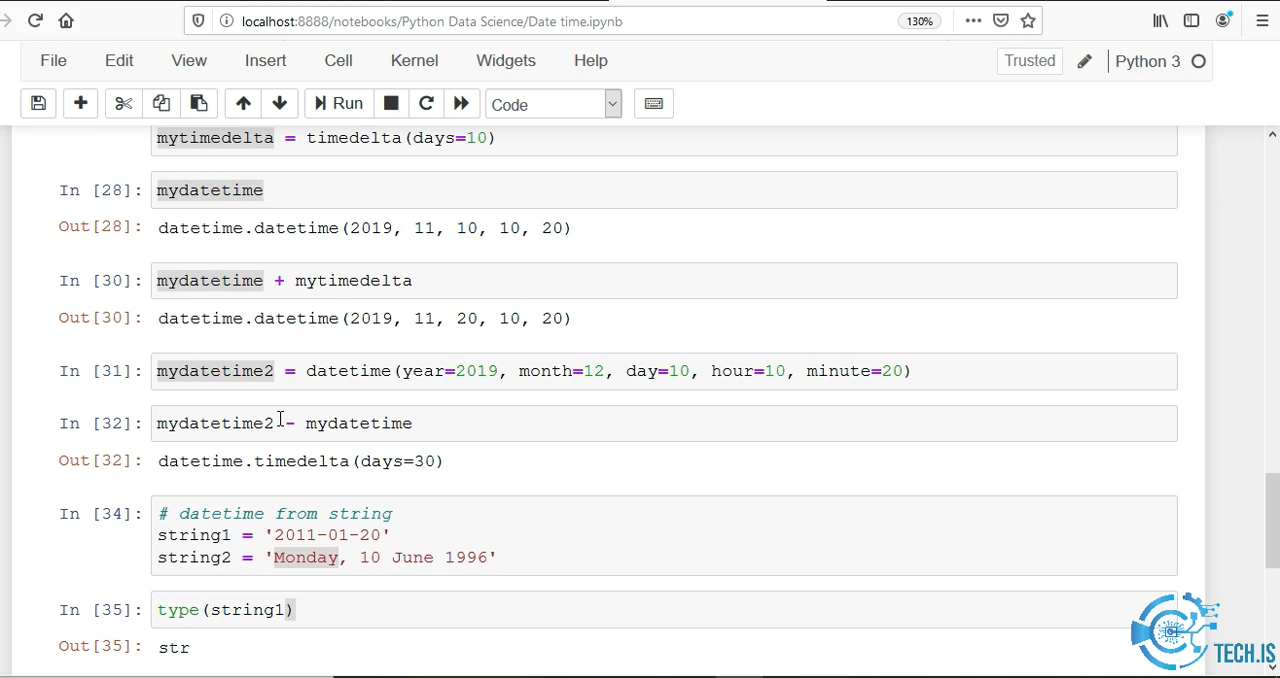 localhost:8888/notebooks/Python Data Science/Date time.ipynb
130%
File Edit View Insert Cell Kernel Widgets Help
Trusted
Python 3
Run
Code
mytimedelta = timedelta(days=10)
In [28]: mydatetime
Out[28]: datetime.datetime(2019, 11, 10, 10, 20)
In [30]: mydatetime + mytimedelta
Out[30]: datetime.datetime(2019, 11, 20, 10, 20)
In [31]: mydatetime2 = datetime(year=2019, month=12, day=10, hour=10, minute=20)
In [32]: mydatetime2 - mydatetime
Out[32]: datetime.timedelta(days=30)
In [34]: # datetime from string
string1 = '2011-01-20'
string2 = 'Monday, 10 June 1996'
In [35]: type(string1)
Out[35]: str
TECH.IS